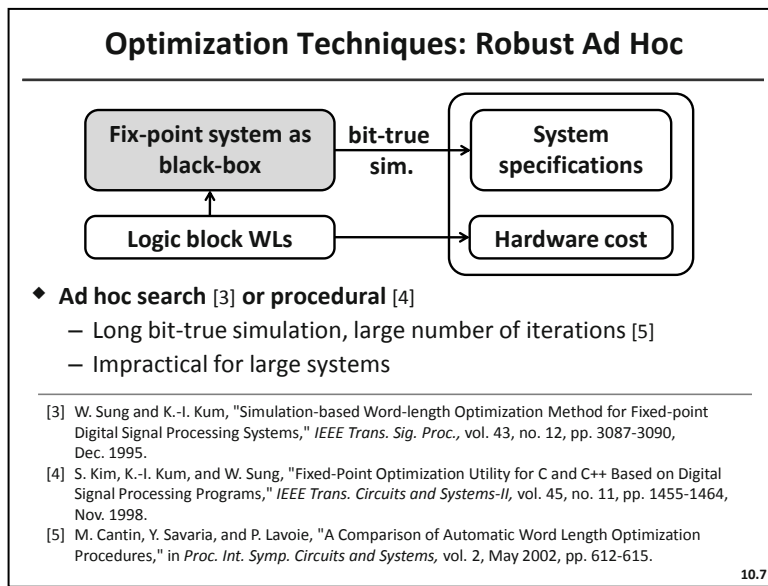 Optimization Techniques: Robust Ad Hoc
Fix-point system as
black-box
bit-true
sim.
System
specifications
Logic block WLs
Hardware cost
◆ Ad hoc search [3] or procedural [4]
– Long bit-true simulation, large number of iterations [5]
– Impractical for large systems
[3] W. Sung and K.-I. Kum, "Simulation-based Word-length Optimization Method for Fixed-point
Digital Signal Processing Systems," IEEE Trans. Sig. Proc., vol. 43, no. 12, pp. 3087-3090,
Dec. 1995.
[4] S. Kim, K.-I. Kum, and W. Sung, "Fixed-Point Optimization Utility for C and C++ Based on Digital
Signal Processing Programs," IEEE Trans. Circuits and Systems-II, vol. 45, no. 11, pp. 1455-1464,
Nov. 1998.
[5] M. Cantin, Y. Savaria, and P. Lavoie, "A Comparison of Automatic Word Length Optimization
Procedures," in Proc. Int. Symp. Circuits and Systems, vol. 2, May 2002, pp. 612-615.
10.7